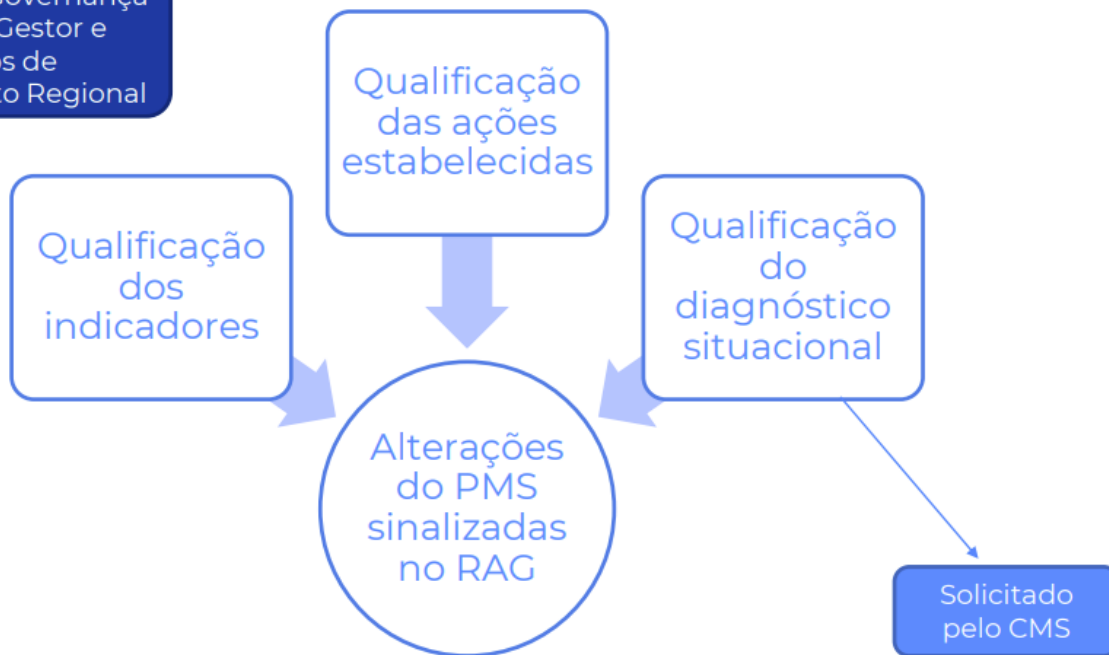 Gestor e
os de
to Regional
Qualificação
das ações
estabelecidas
Qualificação
dos
indicadores
Qualificação
do
diagnóstico
situacional
Alterações
do PMS
sinalizadas
no RAG
Solicitado
pelo CMS